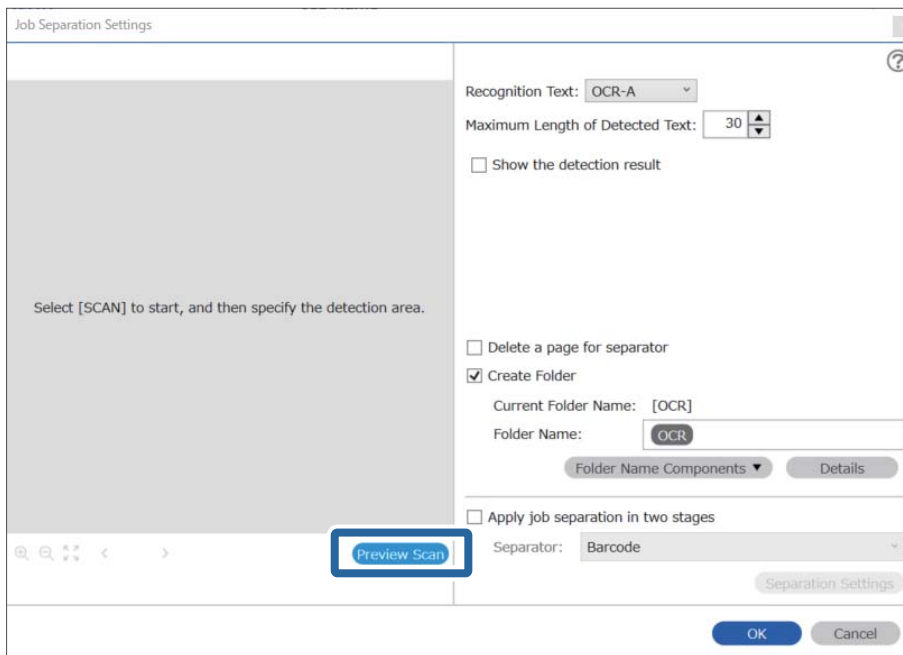 Job Separation Settings
Recognition Text: OCR-A
Maximum Length of Detected Text: 30
Show the detection result
Select [SCAN] to start, and then specify the detection area.
Delete a page for separator
Create Folder
Current Folder Name: [OCR]
Folder Name: OCR
Folder Name Components Details
Apply job separation in two stages
Preview Scan
Separator: Barcode
Separation Settings
OK Cancel